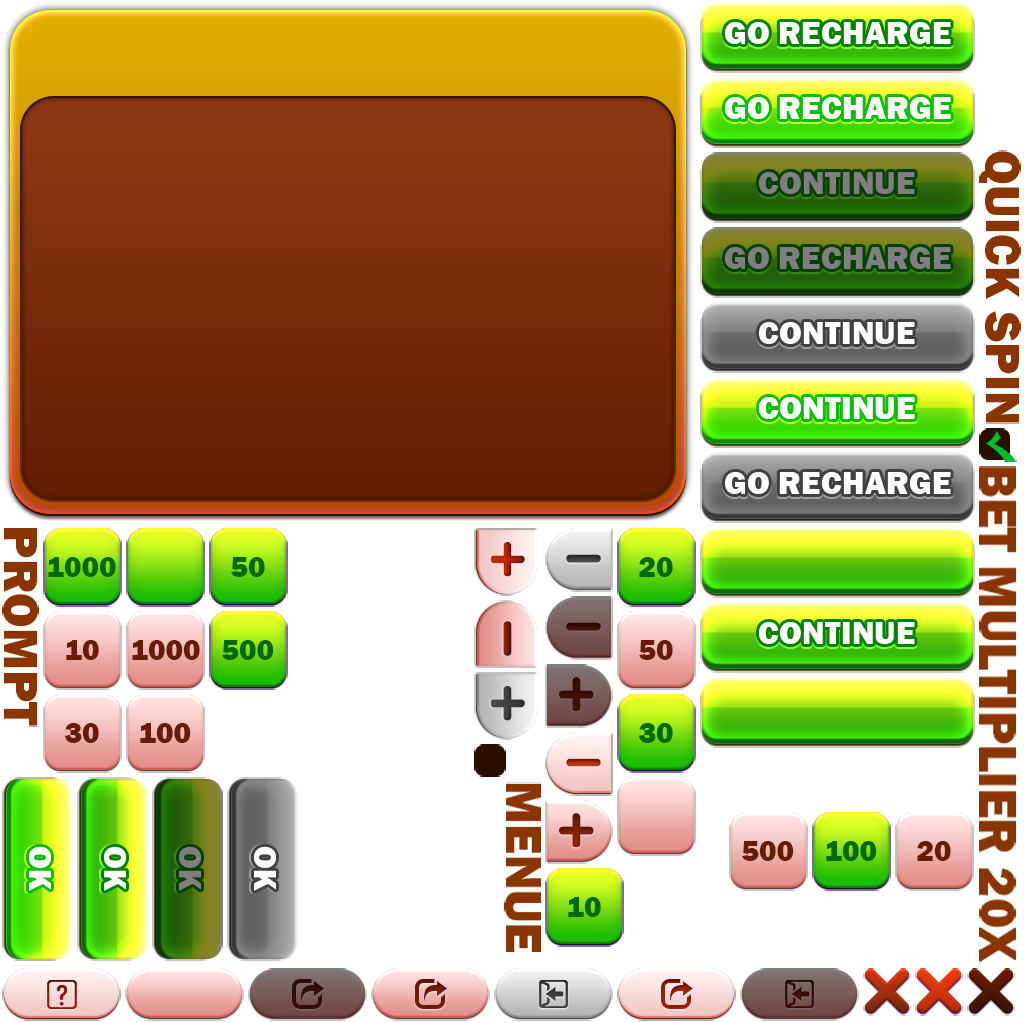 GO RECHARGE
GO RECHARGE
CONTINUE
GO RECHARGE
CONTINUE
CONTINUE
GO RECHARGE
CONTINUE
QUICK SPIN
BET MULTIPLIER 20X
PROMPT
1000
50
10
1000
500
30
100
20
50
30
10
500
100
20
MENUE
OK
OK
OK
OK
?